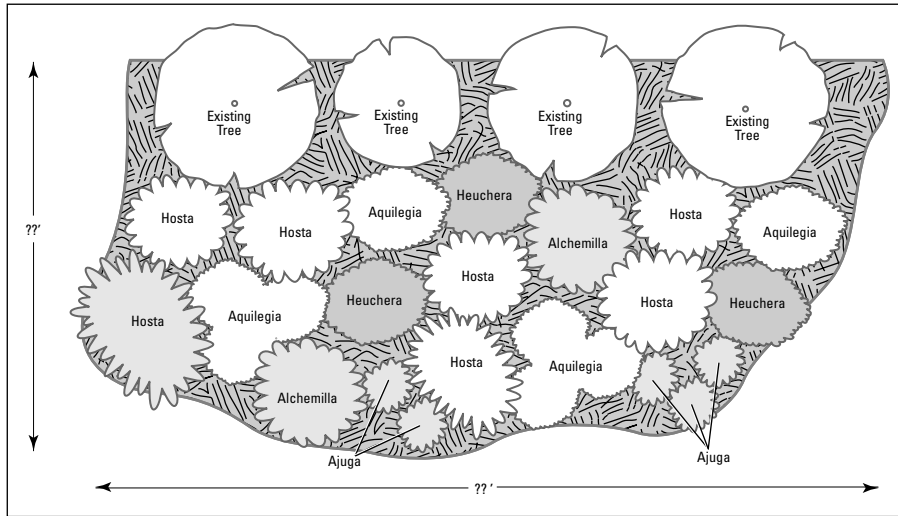 Existing
Tree
Existing
Tree
Existing
Tree
Existing
Tree
Heuchera
Hosta
Aquilegia
Hosta
Hosta
Aquilegia
Alchemilla
??'
Hosta
Heuchera
Hosta
Heuchera
Hosta
Aquilegia
Hosta
Aquilegia
Alchemilla
Ajuga
Ajuga
??'